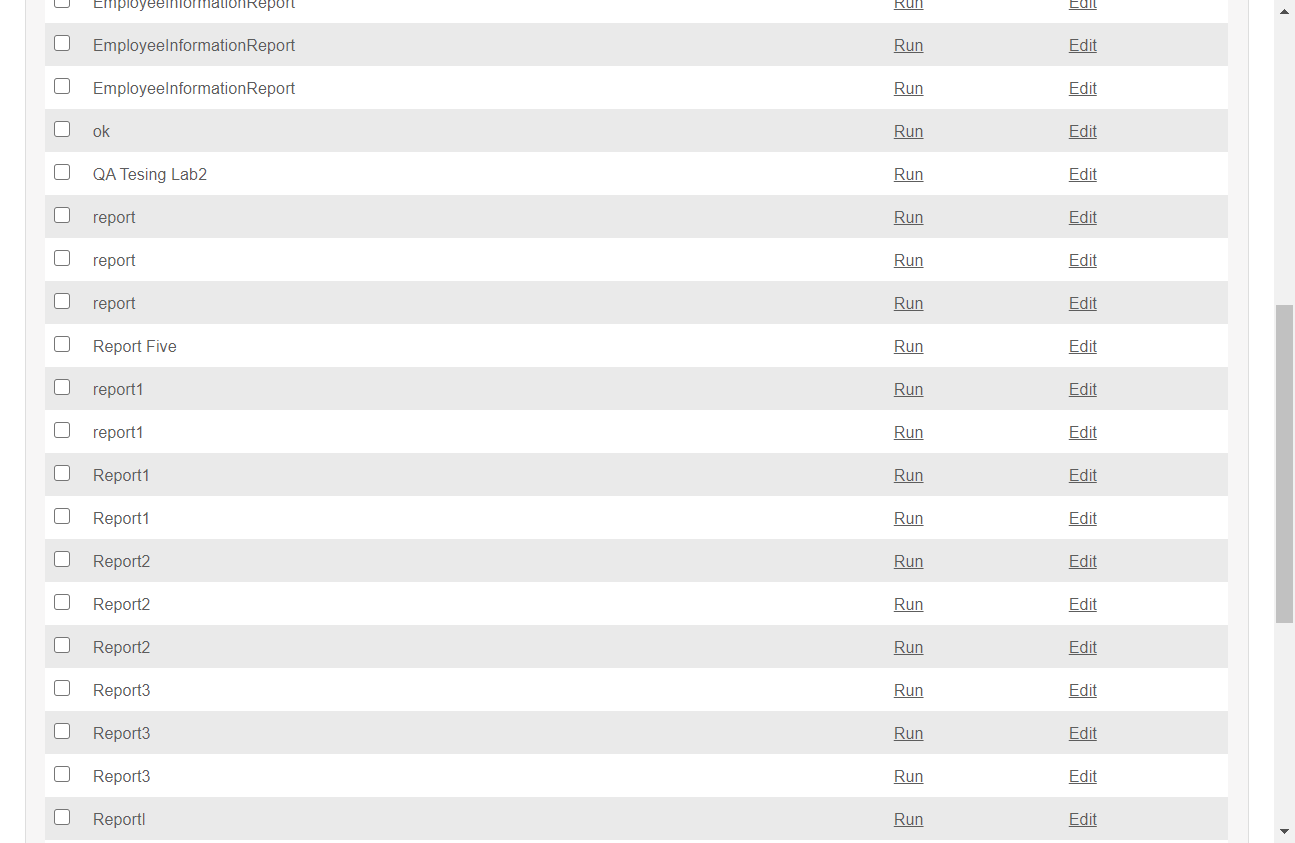 EmployeeInformationReport Run Edit
EmployeeInformationReport Run Edit
EmployeeInformationReport Run Edit
ok Run Edit
QA Tesing Lab2 Run Edit
report Run Edit
report Run Edit
report Run Edit
Report Five Run Edit
report1 Run Edit
report1 Run Edit
Report1 Run Edit
Report1 Run Edit
Report2 Run Edit
Report2 Run Edit
Report2 Run Edit
Report3 Run Edit
Report3 Run Edit
Report3 Run Edit
ReportI Run Edit